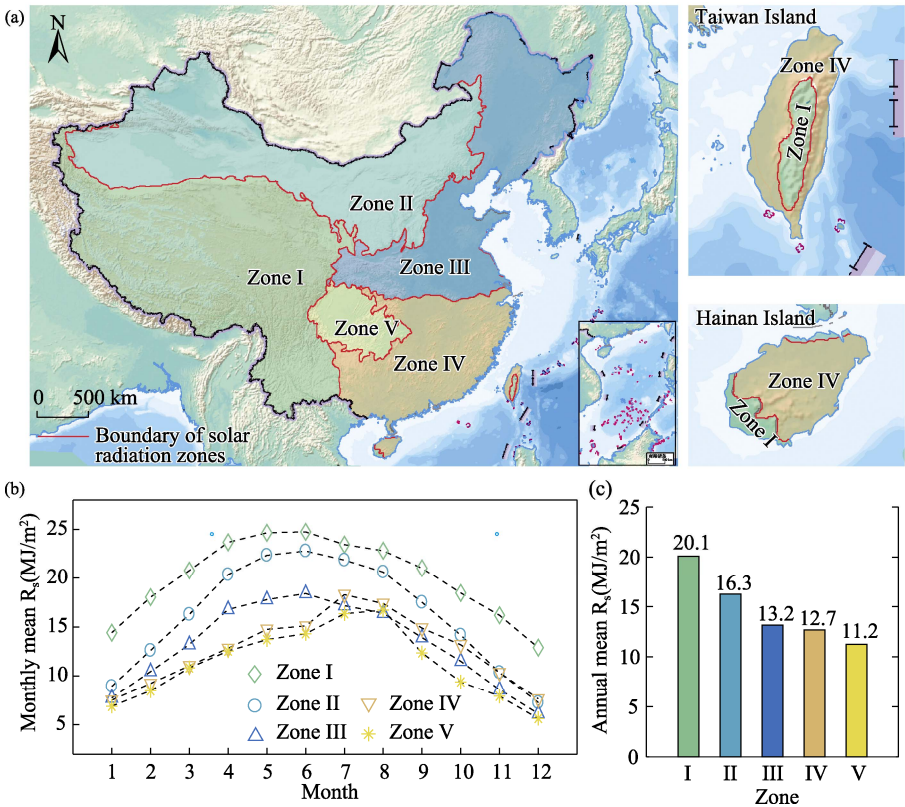 (a)
N
Zone II
Zone I
Zone III
Zone V
Zone IV
0 500 km
Boundary of solar
radiation zones
Taiwan Island
Zone IV
Zone I
Hainan Island
Zone IV
Zone I
(b)
Monthly mean Rs(MJ/m²)
25
20
15
10
5
Zone I
Zone II
Zone III
Zone IV
Zone V
1 2 3 4 5 6 7 8 9 10 11 12
Month
(c)
Annual mean Rs(MJ/m²)
25
20
15
10
5
0
20.1
16.3
13.2
12.7
11.2
I II III IV V
Zone